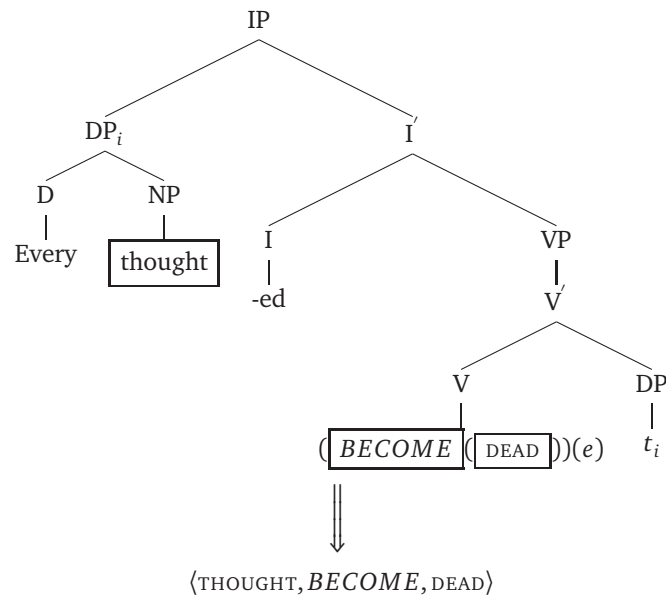 IP
DPᵢ I′
D NP I VP
Every thought -ed V′
V DP
(BECOME(DEAD))(e) tᵢ
⟨THOUGHT, BECOME, DEAD⟩